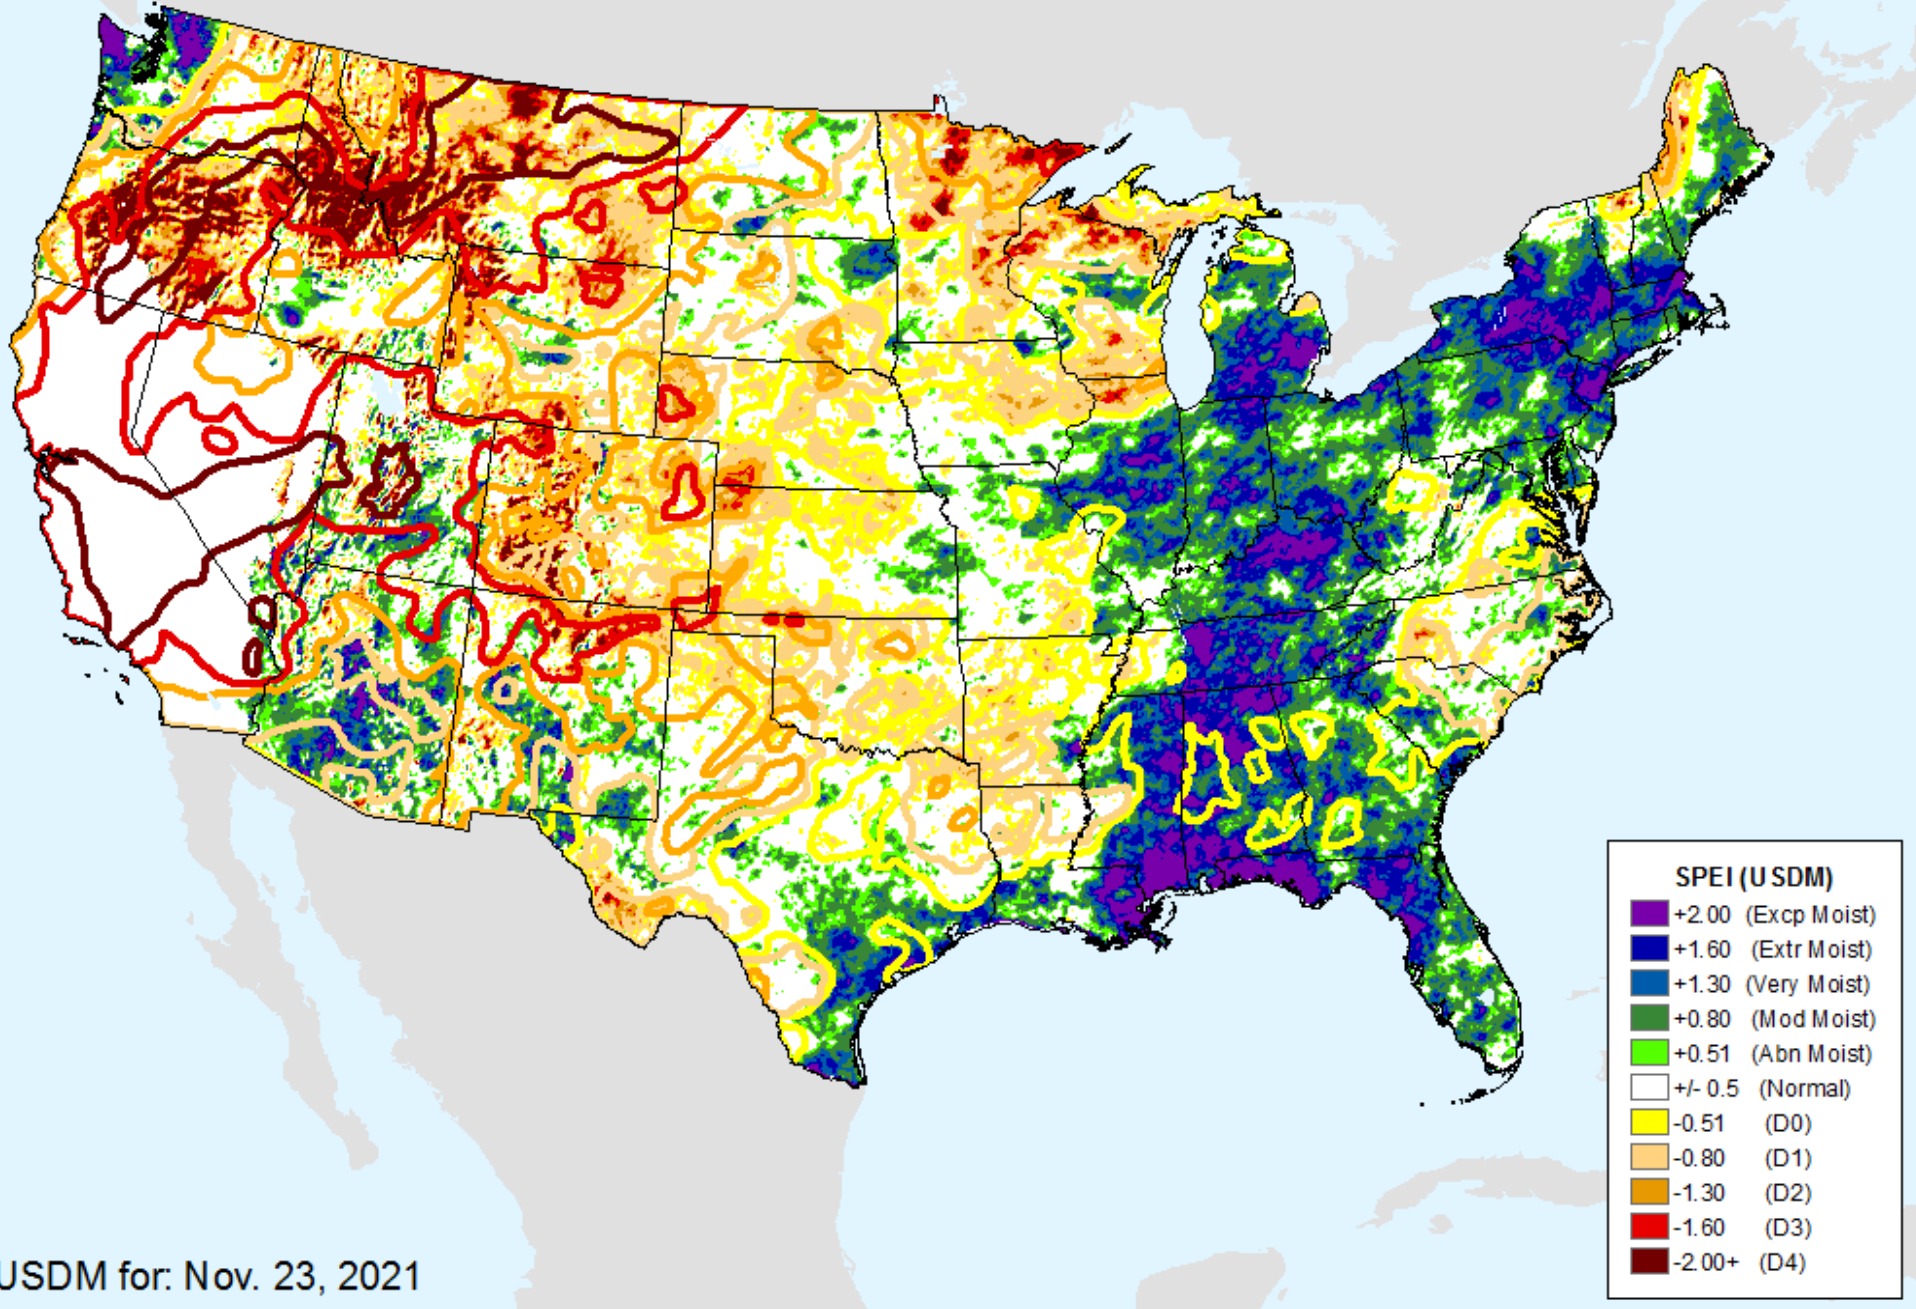 SPEI (USDM)
+2.00 (Excp Moist)
+1.60 (Extr Moist)
+1.30 (Very Moist)
+0.80 (Mod Moist)
+0.51 (Abn Moist)
+/- 0.5 (Normal)
-0.51 (D0)
-0.80 (D1)
-1.30 (D2)
-1.60 (D3)
-2.00+ (D4)
USDM for: Nov. 23, 2021